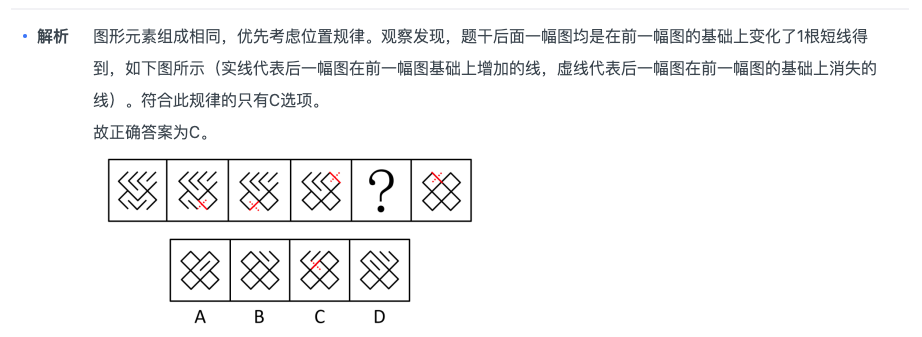 • 解析 图形元素组成相同，优先考虑位置规律。观察发现，题干后面一幅图均是在前一幅图的基础上变化了1根短线得
到，如下图所示（实线代表后一幅图在前一幅图基础上增加的线，虚线代表后一幅图在前一幅图的基础上消失的
线）。符合此规律的只有C选项。
故正确答案为C。
?
A B C D